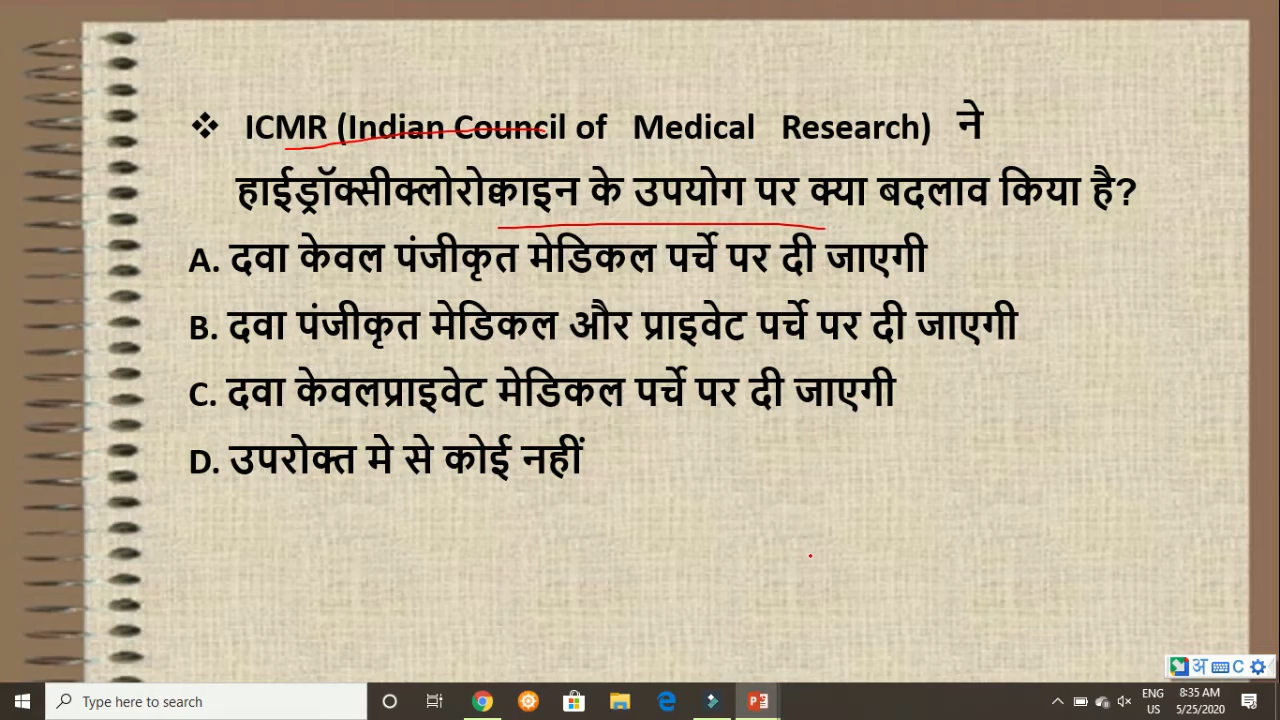 ❖ ICMR (Indian Council of Medical Research) ने
हाईड्रॉक्सीक्लोरोक्वाइन के उपयोग पर क्या बदलाव किया है?
A. दवा केवल पंजीकृत मेडिकल पर्चे पर दी जाएगी
B. दवा पंजीकृत मेडिकल और प्राइवेट पर्चे पर दी जाएगी
C. दवा केवलप्राइवेट मेडिकल पर्चे पर दी जाएगी
D. उपरोक्त मे से कोई नहीं
अ C
Type here to search
ENG
US
8:35 AM
5/25/2020